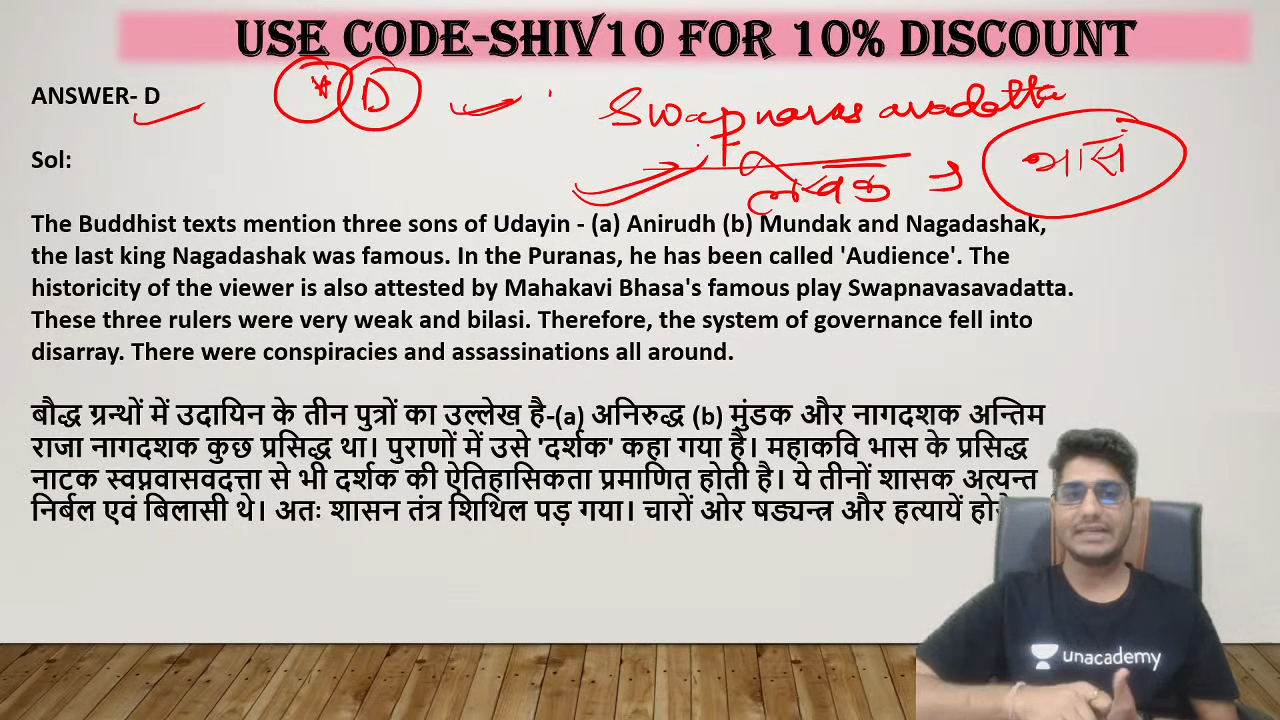 USE CODE-SHIV10 FOR 10% DISCOUNT
ANSWER- D
D
Swapnavasavadatta
लेखक
भास
Sol:
The Buddhist texts mention three sons of Udayin - (a) Anirudh (b) Mundak and Nagadashak,
the last king Nagadashak was famous. In the Puranas, he has been called 'Audience'. The
historicity of the viewer is also attested by Mahakavi Bhasa's famous play Swapnavasavadatta.
These three rulers were very weak and bilasi. Therefore, the system of governance fell into
disarray. There were conspiracies and assassinations all around.
बौद्ध ग्रन्थों में उदायिन के तीन पुत्रों का उल्लेख है-(a) अनिरुद्ध (b) मुंडक और नागदशक अन्तिम
राजा नागदशक कुछ प्रसिद्ध था। पुराणों में उसे 'दर्शक' कहा गया है। महाकवि भास के प्रसिद्ध
नाटक स्वप्नवासवदत्ता से भी दर्शक की ऐतिहासिकता प्रमाणित होती है। ये तीनों शासक अत्यन्त
निर्बल एवं बिलासी थे। अतः शासन तंत्र शिथिल पड़ गया। चारों ओर षड्यन्त्र और हत्यायें
unacademy